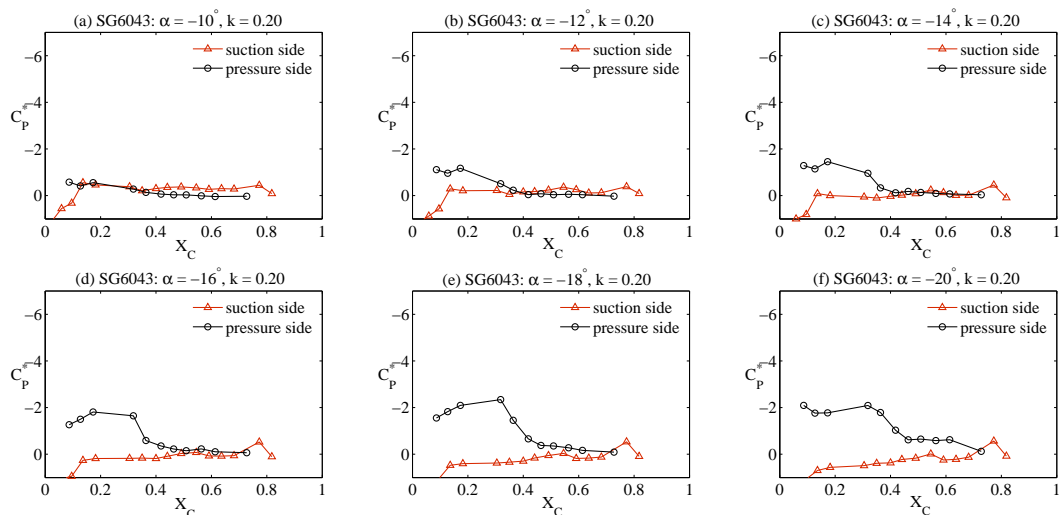 (a) SG6043: α = −10°, k = 0.20
−6
−4
−2
0
C*P
suction side
pressure side
0 0.2 0.4 0.6 0.8 1
XC
(b) SG6043: α = −12°, k = 0.20
−6
−4
−2
0
C*P
suction side
pressure side
0 0.2 0.4 0.6 0.8 1
XC
(c) SG6043: α = −14°, k = 0.20
−6
−4
−2
0
C*P
suction side
pressure side
0 0.2 0.4 0.6 0.8 1
XC
(d) SG6043: α = −16°, k = 0.20
−6
−4
−2
0
C*P
suction side
pressure side
0 0.2 0.4 0.6 0.8 1
XC
(e) SG6043: α = −18°, k = 0.20
−6
−4
−2
0
C*P
suction side
pressure side
0 0.2 0.4 0.6 0.8 1
XC
(f) SG6043: α = −20°, k = 0.20
−6
−4
−2
0
C*P
suction side
pressure side
0 0.2 0.4 0.6 0.8 1
XC